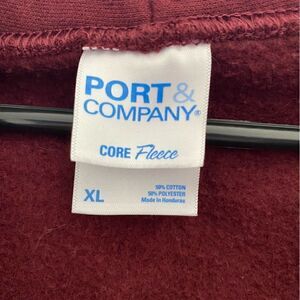 PORT &
COMPANY®
CORE Fleece
XL
50% COTTON
50% POLYESTER
Made in Honduras